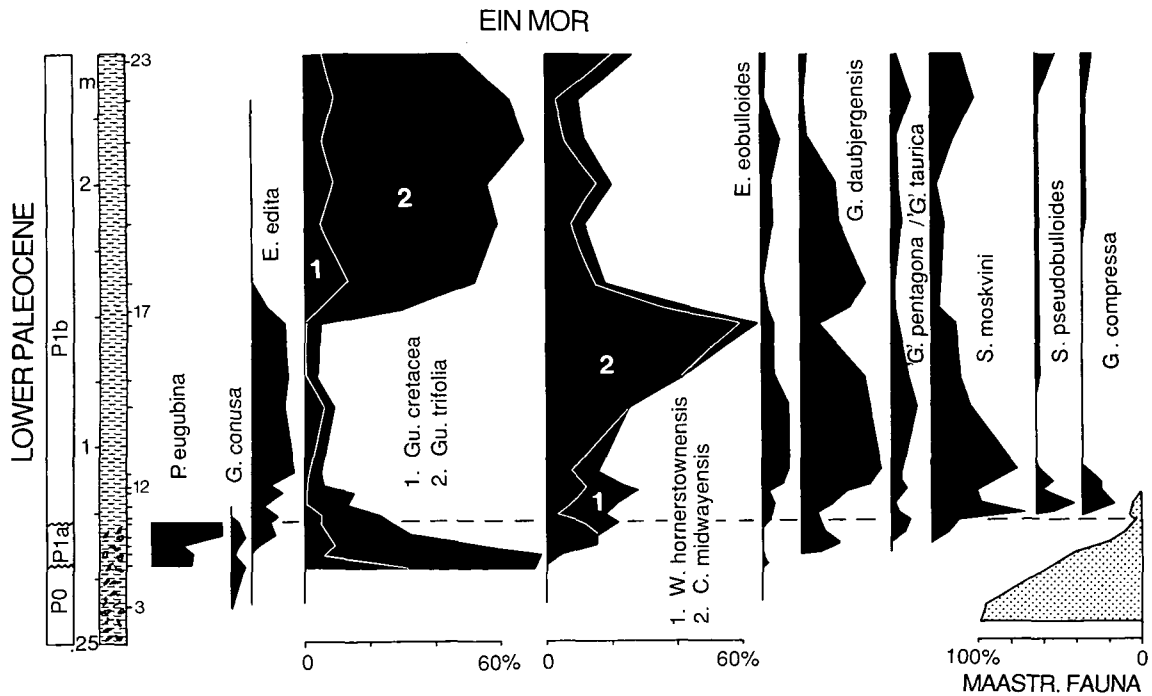 EIN MOR
LOWER PALEOCENE
P1b
P1a
P0
m
2
1
.25
23
17
12
3
P. eugubina
G. conusa
E. edita
1
2
1. Gu. cretacea
2. Gu. trifolia
0
60%
2
1
1. W. hornerstownensis
2. C. midwayensis
0
60%
E. eobulloides
G. daubjergensis
'G'. pentagona /'G'. taurica
S. moskvini
S. pseudobulloides
G. compressa
100%
0
MAASTR. FAUNA